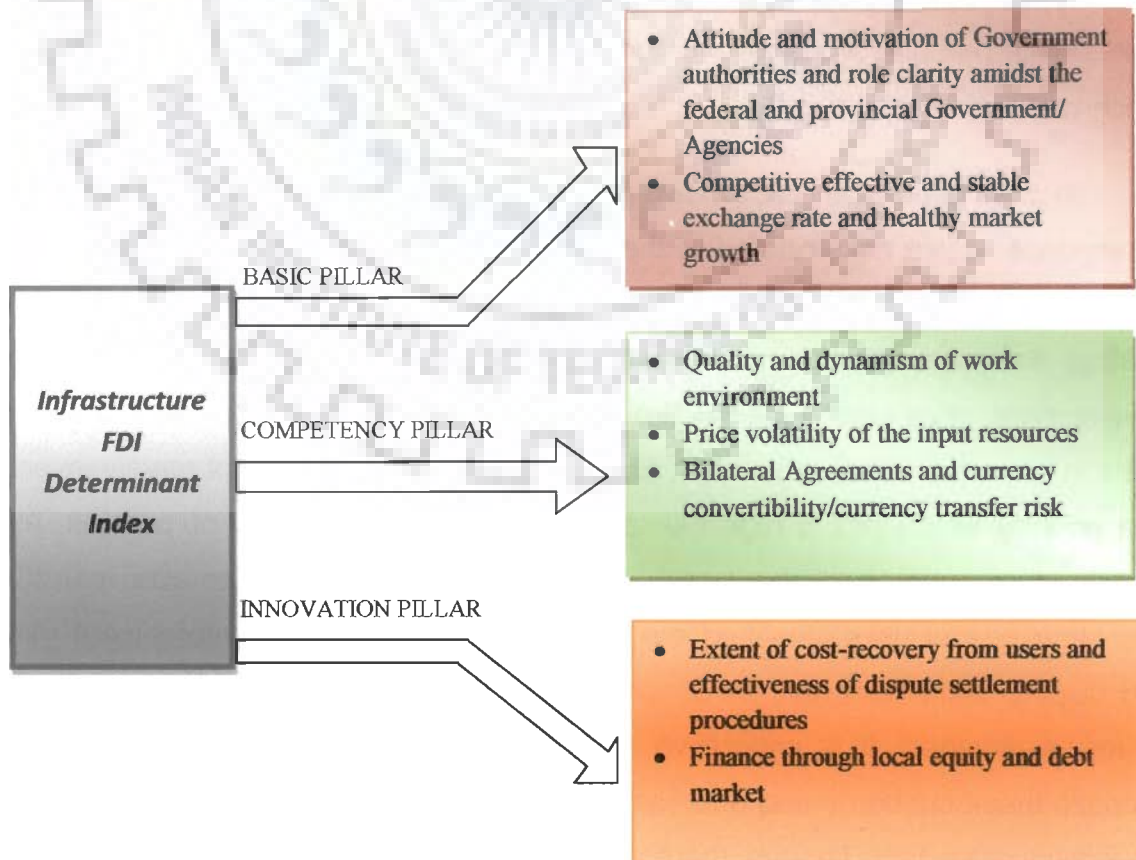 Infrastructure
FDI
Determinant
Index
BASIC PILLAR
• Attitude and motivation of Government
authorities and role clarity amidst the
federal and provincial Government/
Agencies
• Competitive effective and stable
exchange rate and healthy market
growth
COMPETENCY PILLAR
• Quality and dynamism of work
environment
• Price volatility of the input resources
• Bilateral Agreements and currency
convertibility/currency transfer risk
INNOVATION PILLAR
• Extent of cost-recovery from users and
effectiveness of dispute settlement
procedures
• Finance through local equity and debt
market
OF